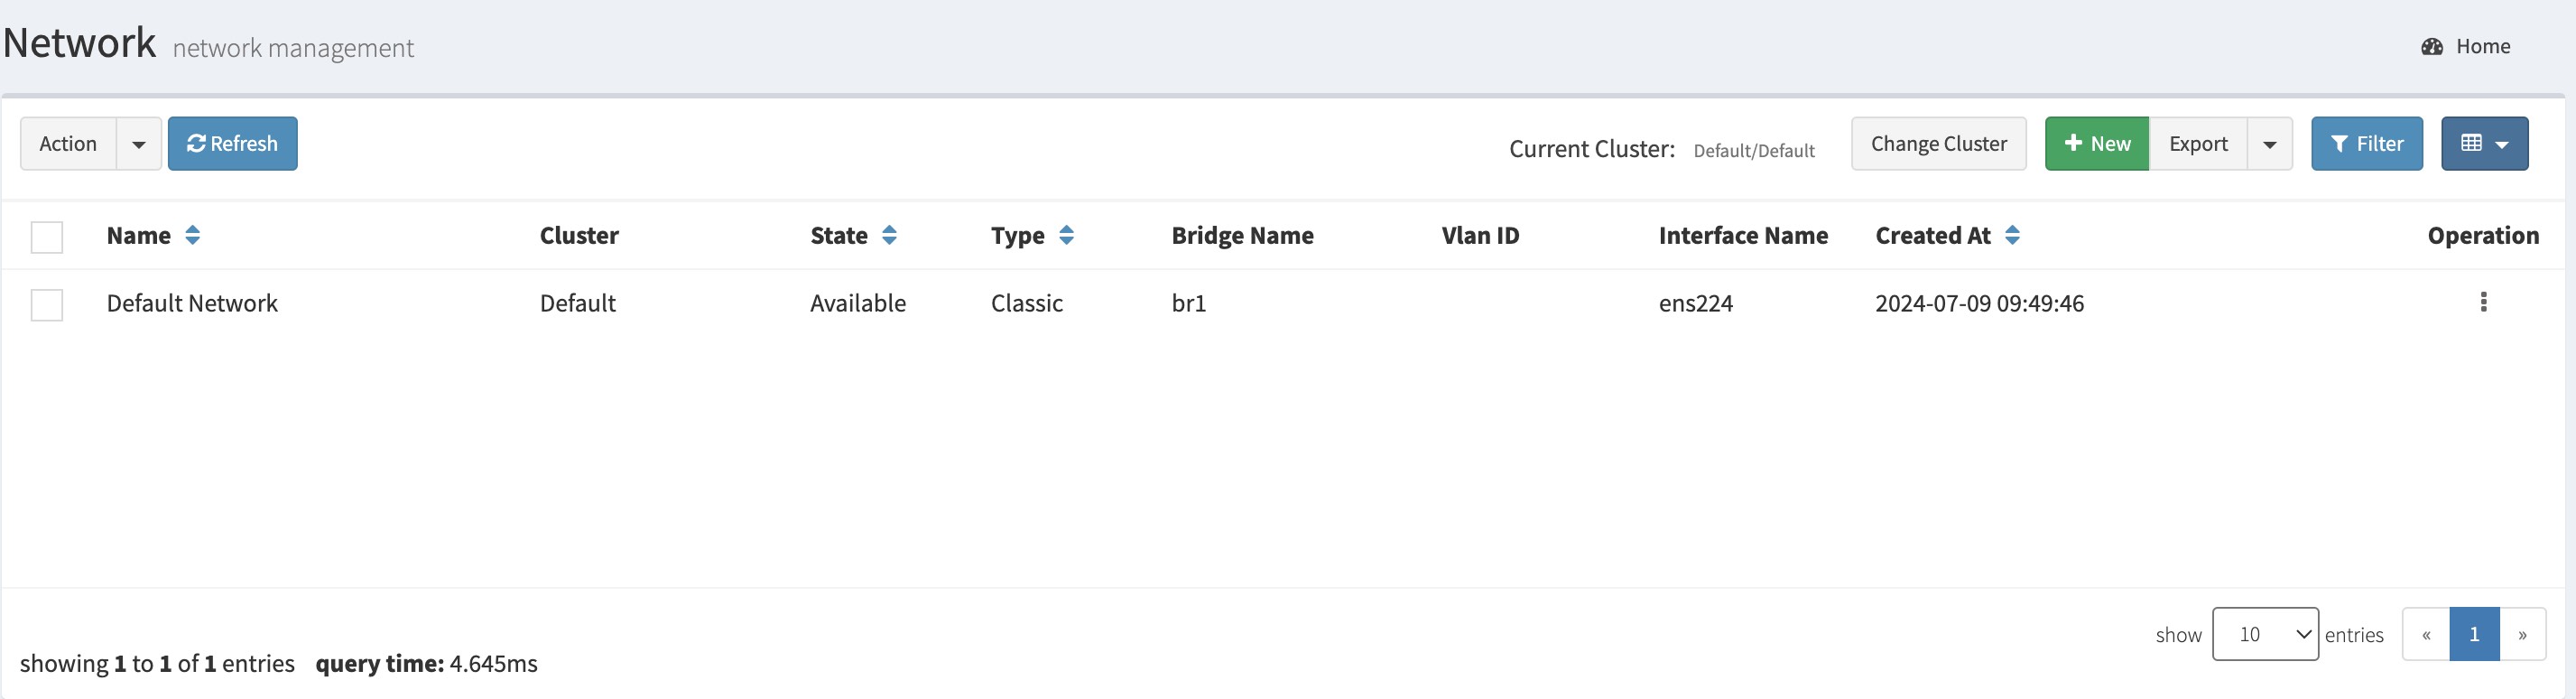 Network network management
Home
Action Refresh Current Cluster: Default/Default Change Cluster New Export Filter
Name Cluster State Type Bridge Name Vlan ID Interface Name Created At Operation
Default Network Default Available Classic br1 ens224 2024-07-09 09:49:46
show 10 entries « 1 »
showing 1 to 1 of 1 entries query time: 4.645ms